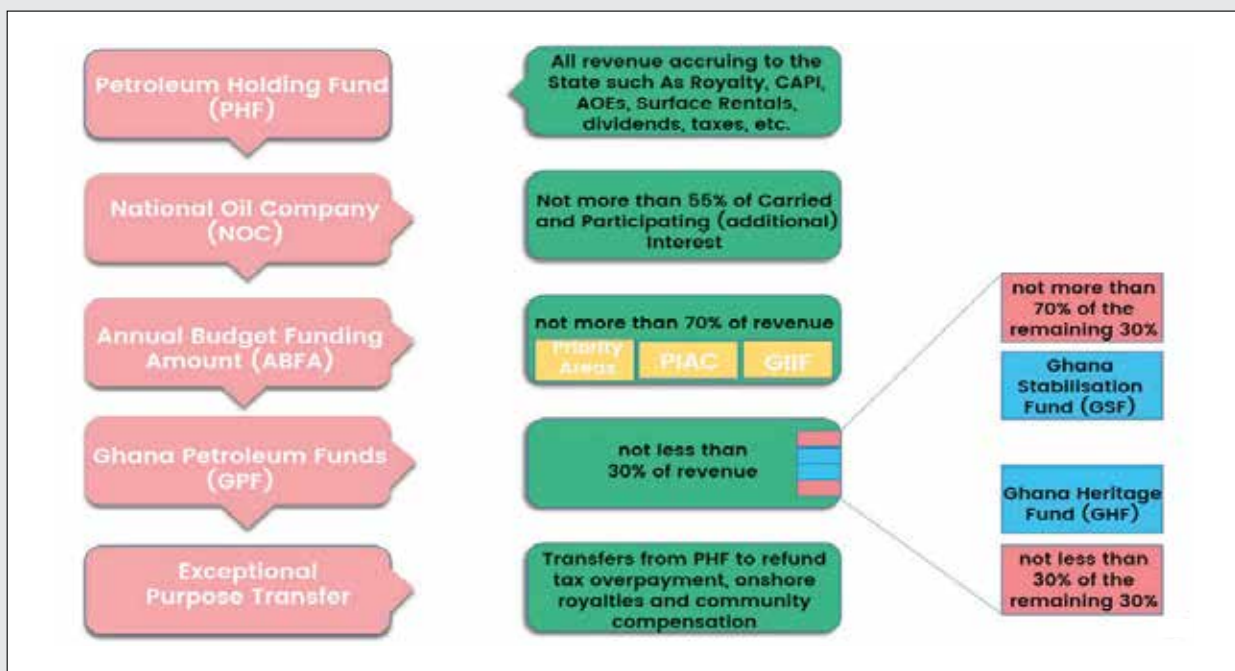 Petroleum Holding Fund
(PHF)
All revenue accruing to the
State such As Royalty, CAPI,
AOEs, Surface Rentals,
dividends, taxes, etc.
National Oil Company
(NOC)
Not more than 55% of Carried
and Participating (additional)
Interest
Annual Budget Funding
Amount (ABFA)
not more than 70% of revenue
Priority
Areas
PIAC
GIIF
Ghana Petroleum Funds
(GPF)
not less than
30% of revenue
not more than
70% of the
remaining 30%
Ghana
Stabilisation
Fund (GSF)
Ghana Heritage
Fund (GHF)
not less than
30% of the
remaining 30%
Exceptional
Purpose Transfer
Transfers from PHF to refund
tax overpayment, onshore
royalties and community
compensation